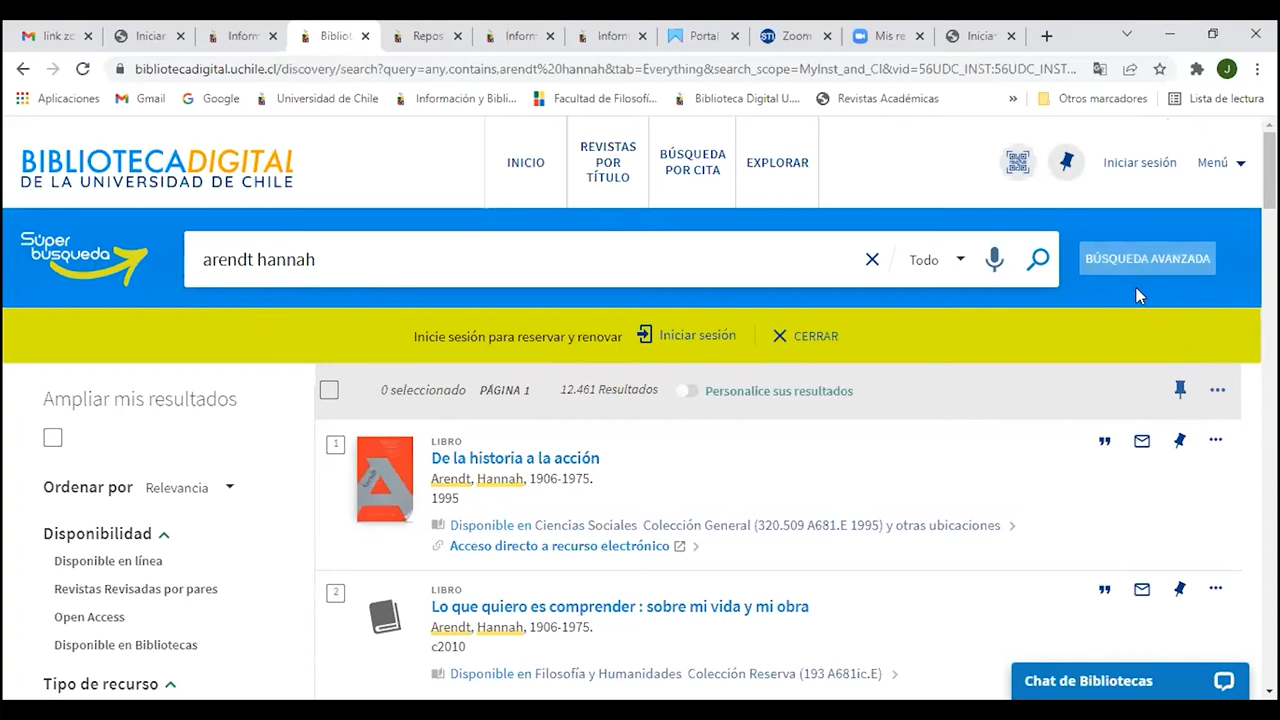 link zc
Iniciar
Inform
Bibliot
Repos
Inform
Inform
Portal
STI
Zoom
Mis re
Inicia
bibliotecadigital.uchile.cl/discovery/search?query=any,contains,arendt%20hannah&tab=Everything&search_scope=MyInst_and_CI&vid=56UDC_INST:56UDC_INST...
J
Aplicaciones
Gmail
Google
Universidad de Chile
Información y Bibli...
Facultad de Filosofí...
Biblioteca Digital U....
Revistas Académicas
»
Otros marcadores
Lista de lectura
BIBLIOTECADIGITAL
DE LA UNIVERSIDAD DE CHILE
INICIO
REVISTAS
POR
TÍTULO
BÚSQUEDA
POR CITA
EXPLORAR
Iniciar sesión
Menú
Súper
búsqueda
arendt hannah
Todo
BÚSQUEDA AVANZADA
Inicie sesión para reservar y renovar
Iniciar sesión
CERRAR
Ampliar mis resultados
0 seleccionado
PÁGINA 1
12.461 Resultados
Personalice sus resultados
Ordenar por
Relevancia
Disponibilidad
Disponible en línea
Revistas Revisadas por pares
Open Access
Disponible en Bibliotecas
Tipo de recurso
1
LIBRO
De la historia a la acción
Arendt, Hannah, 1906-1975.
1995
Disponible en Ciencias Sociales Colección General (320.509 A681.E 1995) y otras ubicaciones
Acceso directo a recurso electrónico
2
LIBRO
Lo que quiero es comprender : sobre mi vida y mi obra
Arendt, Hannah, 1906-1975.
c2010
Disponible en Filosofía y Humanidades Colección Reserva (193 A681ic.E)
Chat de Bibliotecas